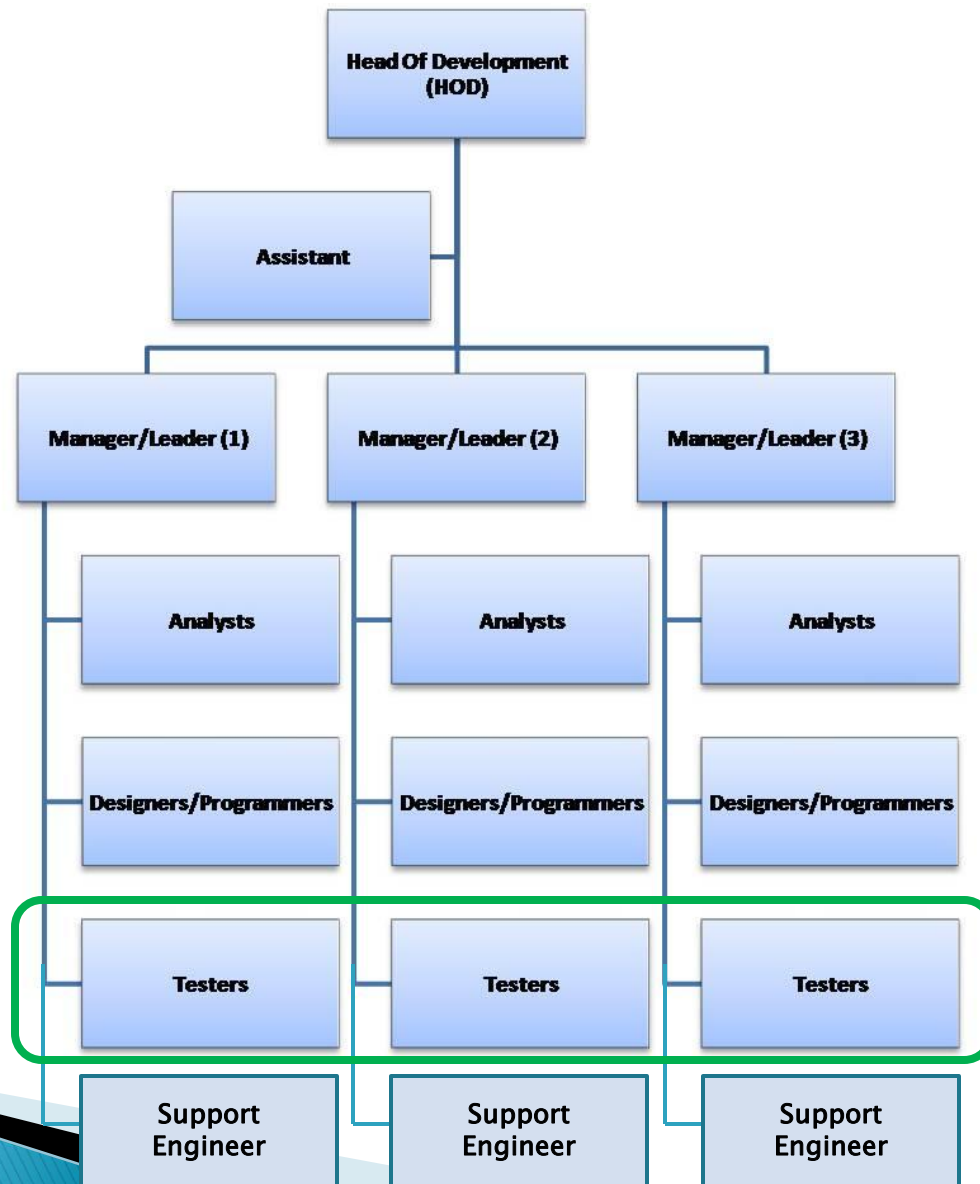 Head Of Development
(HOD)
Assistant
Manager/Leader (1)
Manager/Leader (2)
Manager/Leader (3)
Analysts
Analysts
Analysts
Designers/Programmers
Designers/Programmers
Designers/Programmers
Testers
Testers
Testers
Support
Engineer
Support
Engineer
Support
Engineer